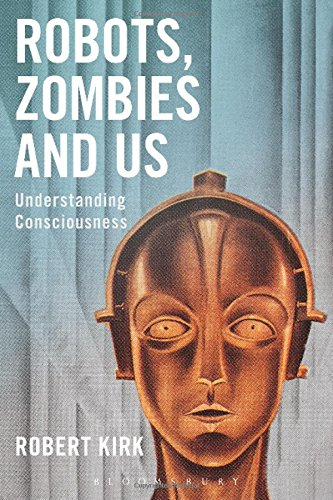 ROBOTS,
ZOMBIES
AND US
Understanding
Consciousness
ROBERT KIRK
BLOOMSBURY